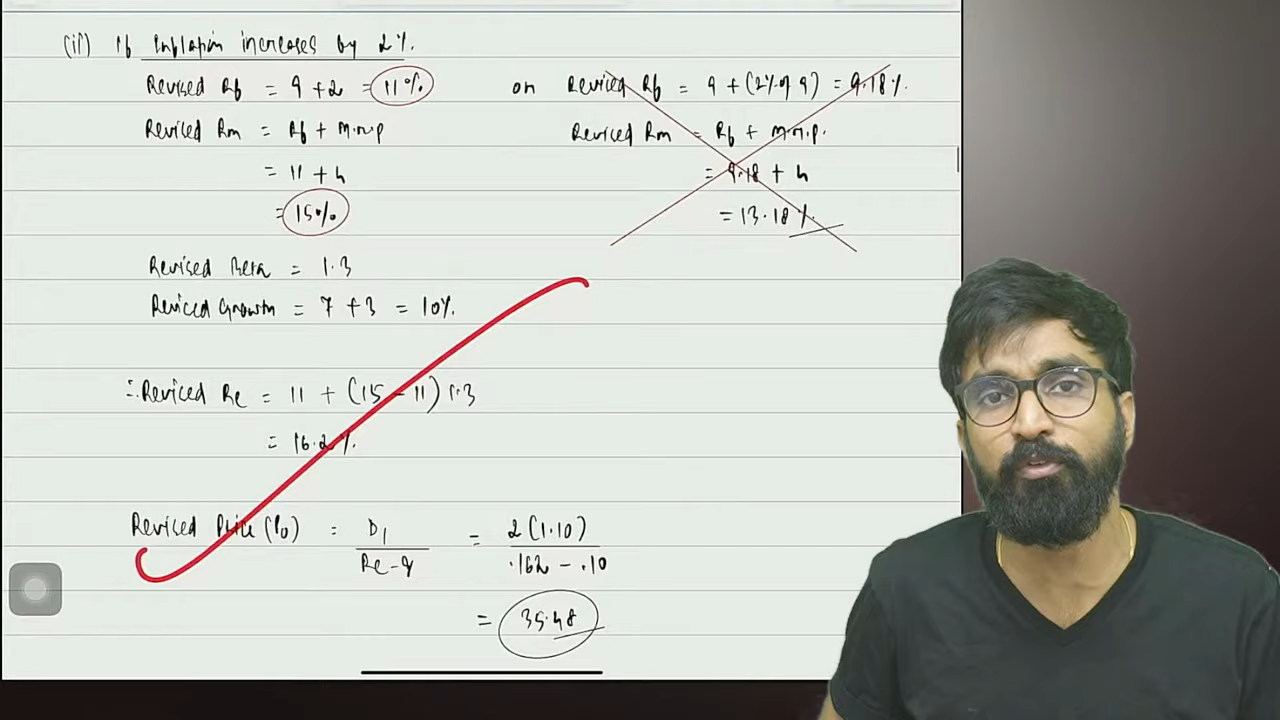 (ii) If Inflation increases by 2%.
Revised Rf = 9 + 2 = 11%
Revised Rm = Rf + m.r.p
= 11 + 4
= 15%
Revised Beta = 1.3
Revised Growth = 7 + 3 = 10%.
∴ Revised Re = 11 + (15 - 11) 1.3
= 16.2%.
Revised Price (P0) = D1 / Re - g = 2(1.10) / .162 - .10
= 35.48
or Revised Rf = 9 + (2% of 9) = 9.18%.
Revised Rm = Rf + m.r.p.
= 9.18 + 4
= 13.18%.